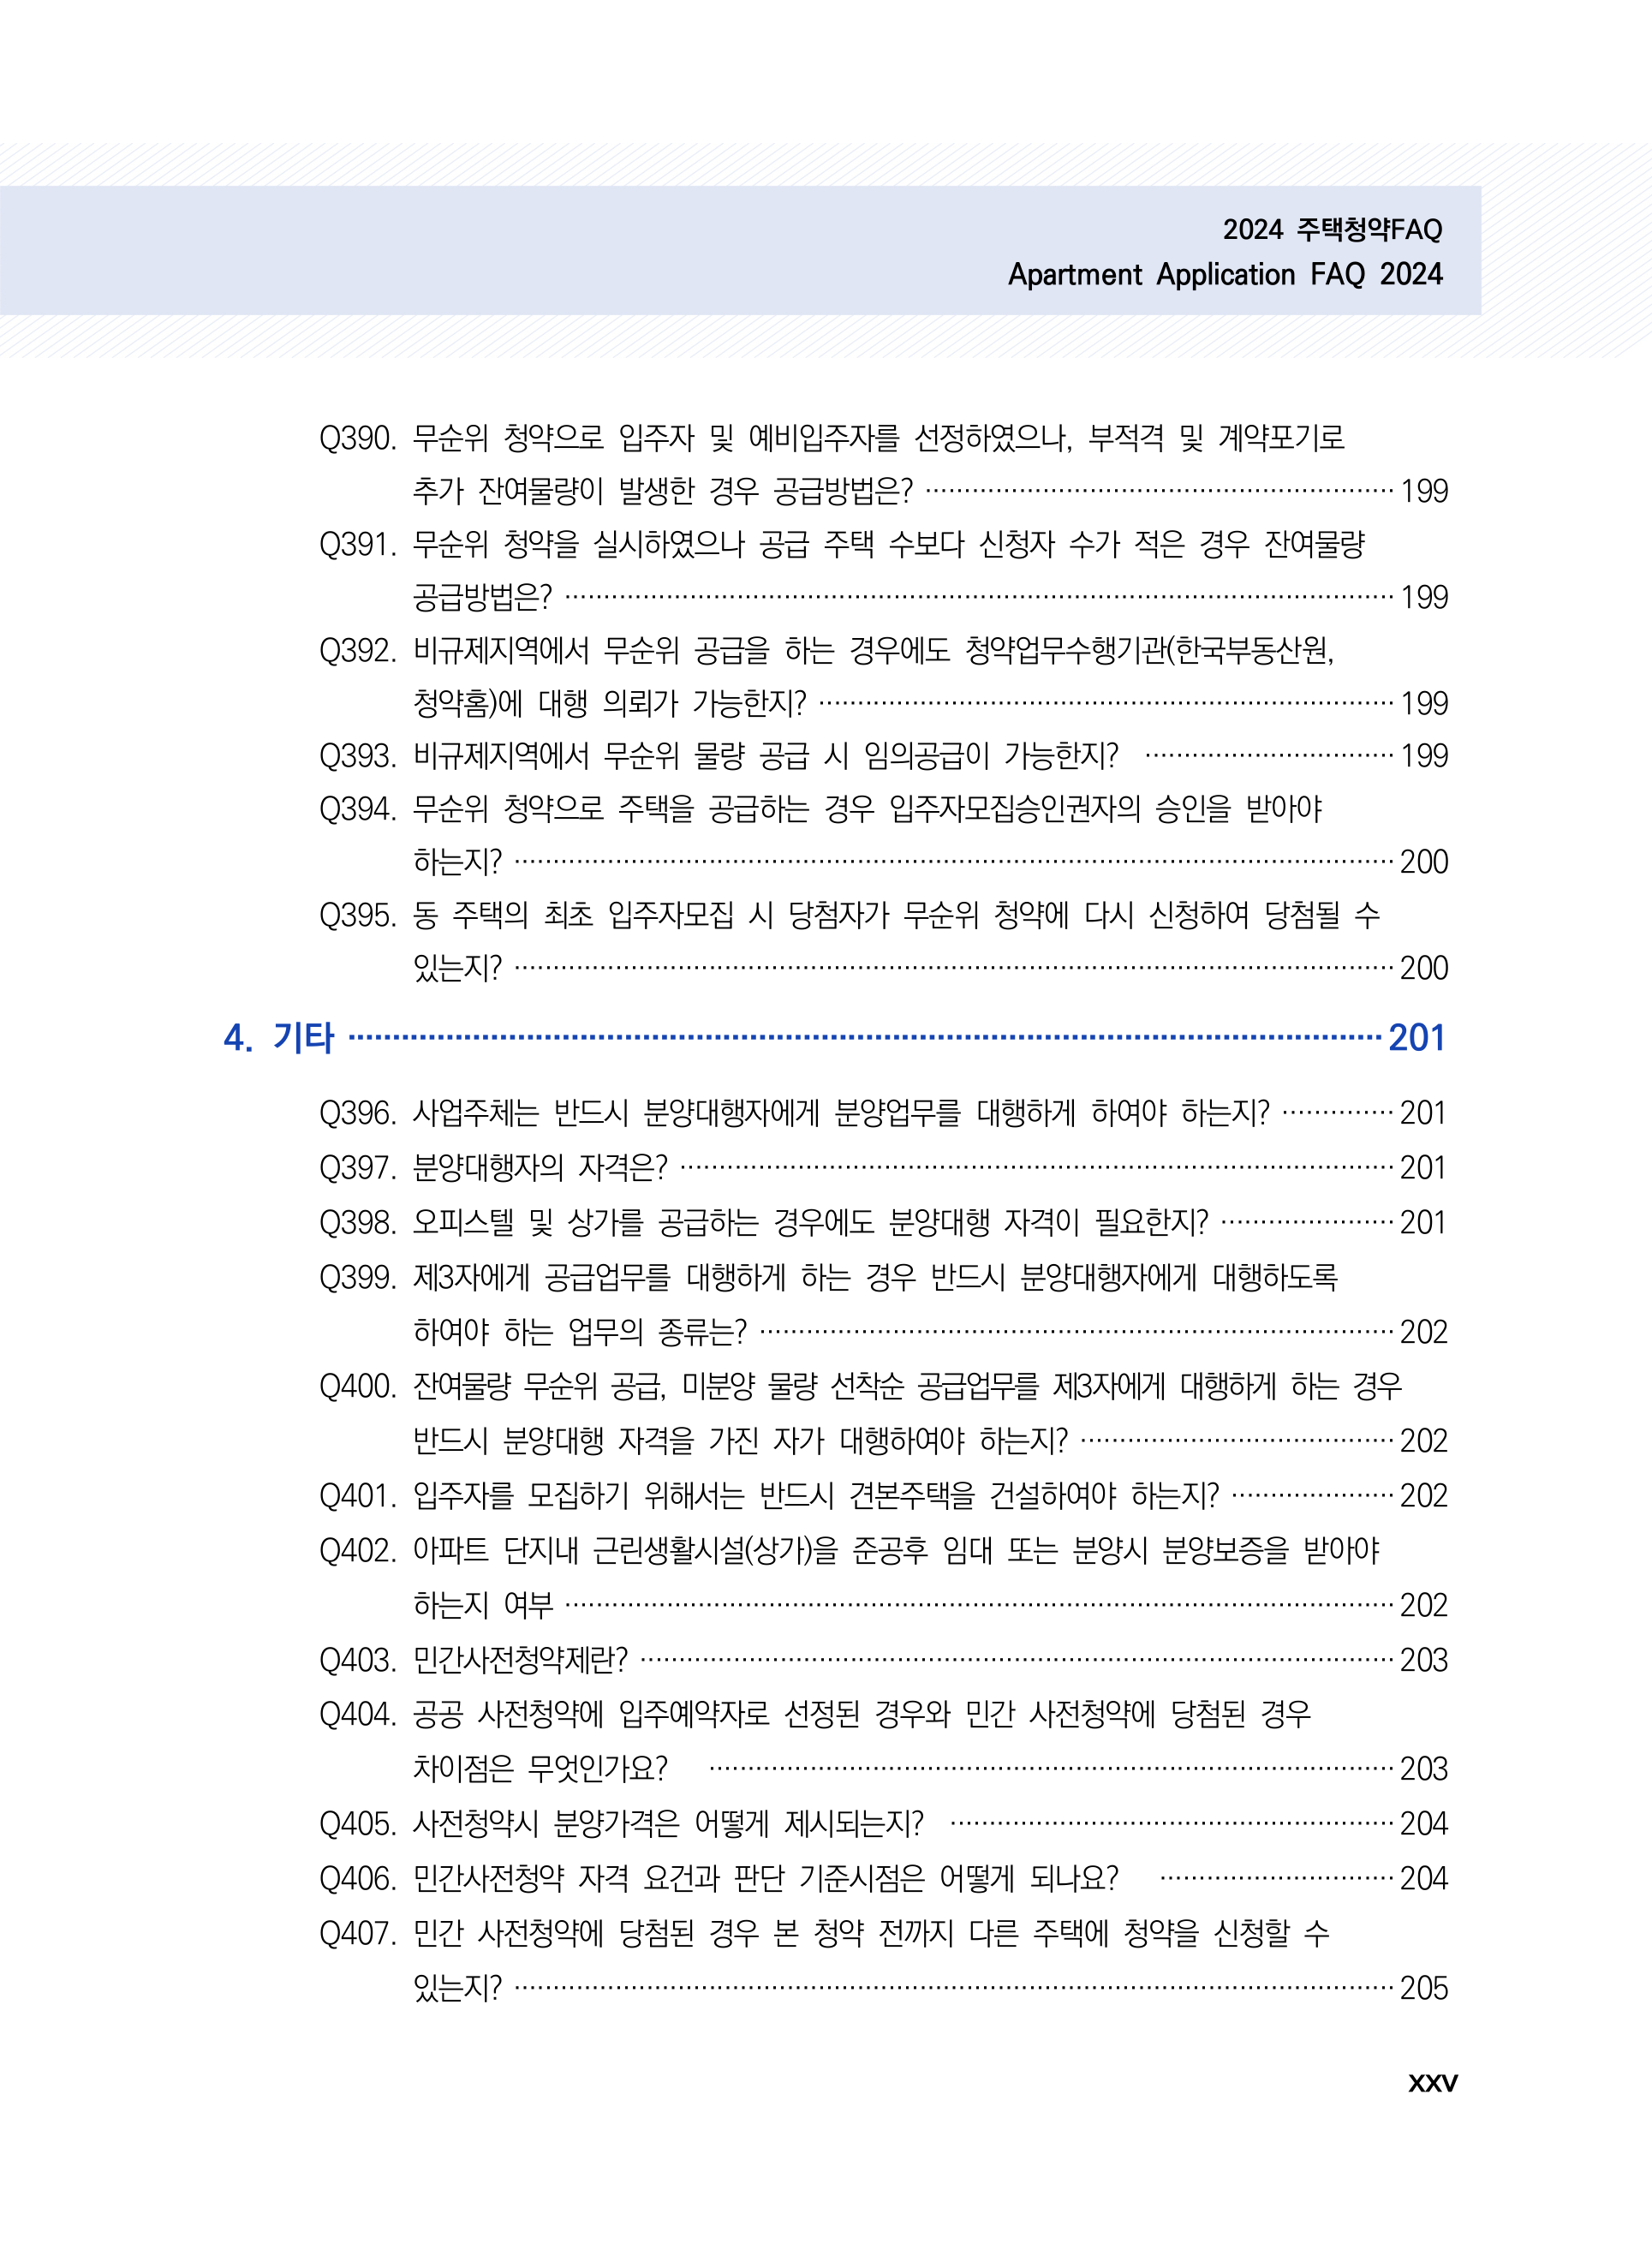 2024 주택청약FAQ
Apartment Application FAQ 2024
Q390. 무순위 청약으로 입주자 및 예비입주자를 선정하였으나, 부적격 및 계약포기로
추가 잔여물량이 발생한 경우 공급방법은? 199
Q391. 무순위 청약을 실시하였으나 공급 주택 수보다 신청자 수가 적은 경우 잔여물량
공급방법은? 199
Q392. 비규제지역에서 무순위 공급을 하는 경우에도 청약업무수행기관(한국부동산원,
청약홈)에 대행 의뢰가 가능한지? 199
Q393. 비규제지역에서 무순위 물량 공급 시 임의공급이 가능한지? 199
Q394. 무순위 청약으로 주택을 공급하는 경우 입주자모집승인권자의 승인을 받아야
하는지? 200
Q395. 동 주택의 최초 입주자모집 시 당첨자가 무순위 청약에 다시 신청하여 당첨될 수
있는지? 200
4. 기타 201
Q396. 사업주체는 반드시 분양대행자에게 분양업무를 대행하게 하여야 하는지? 201
Q397. 분양대행자의 자격은? 201
Q398. 오피스텔 및 상가를 공급하는 경우에도 분양대행 자격이 필요한지? 201
Q399. 제3자에게 공급업무를 대행하게 하는 경우 반드시 분양대행자에게 대행하도록
하여야 하는 업무의 종류는? 202
Q400. 잔여물량 무순위 공급, 미분양 물량 선착순 공급업무를 제3자에게 대행하게 하는 경우
반드시 분양대행 자격을 가진 자가 대행하여야 하는지? 202
Q401. 입주자를 모집하기 위해서는 반드시 견본주택을 건설하여야 하는지? 202
Q402. 아파트 단지내 근린생활시설(상가)을 준공후 임대 또는 분양시 분양보증을 받아야
하는지 여부 202
Q403. 민간사전청약제란? 203
Q404. 공공 사전청약에 입주예약자로 선정된 경우와 민간 사전청약에 당첨된 경우
차이점은 무엇인가요? 203
Q405. 사전청약시 분양가격은 어떻게 제시되는지? 204
Q406. 민간사전청약 자격 요건과 판단 기준시점은 어떻게 되나요? 204
Q407. 민간 사전청약에 당첨된 경우 본 청약 전까지 다른 주택에 청약을 신청할 수
있는지? 205
xxv